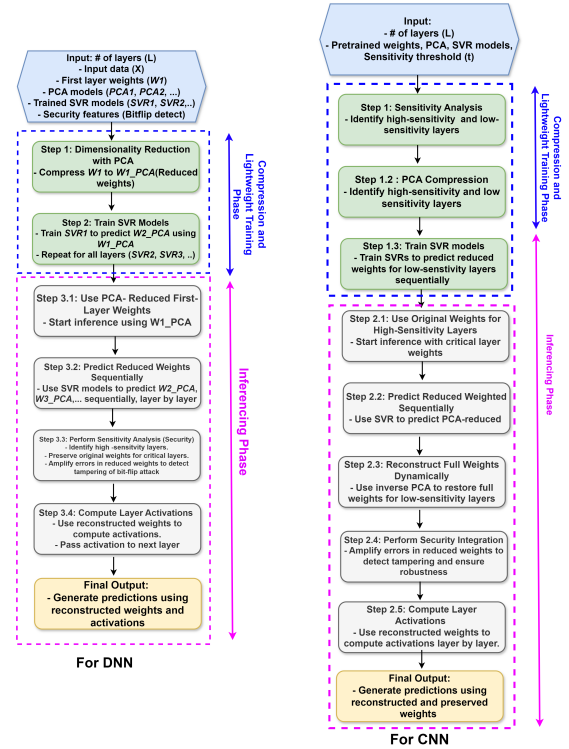 Input: # of layers (L)
- Input data (X)
- First layer weights (W1)
- PCA models (PCA1, PCA2, ...)
- Trained SVR models (SVR1, SVR2,..)
- Security features (Bitflip detect)
Step 1: Dimensionality Reduction
with PCA
- Compress W1 to W1_PCA(Reduced
weights)
Step 2: Train SVR Models
- Train SVR1 to predict W2_PCA using
W1_PCA
- Repeat for all layers (SVR2, SVR3, ..)
Compression and
Lightweight Training
Phase
Step 3.1: Use PCA- Reduced First-
Layer Weights
- Start inference using W1_PCA
Step 3.2: Predict Reduced Weights
Sequentially
- Use SVR models to predict W2_PCA,
W3_PCA,... sequentially, layer by layer
Step 3.3: Perform Sensitivity Analysis (Security)
- Identify high -sensivity layers.
- Preserve original weights for critical layers.
- Amplify errors in reduced weights to detect
tampering of bit-flip attack
Step 3.4: Compute Layer Activations
- Use reconstructed weights to
compute activations.
- Pass activation to next layer
Final Output:
- Generate predictions using
reconstructed weights and
activations
Inferencing Phase
For DNN
Input:
- # of layers (L)
- Pretrained weights, PCA, SVR models,
Sensitivity threshold (t)
Step 1: Sensitivity Analysis
- Identify high-sensitivity and low-
sensitivity layers
Step 1.2 : PCA Compression
- Identify high-sensitivity and low
sensitivity layers
Step 1.3: Train SVR models
- Train SVRs to predict reduced
weights for low-sentivity layers
sequentially
Compression and
Lightweight Training Phase
Step 2.1: Use Original Weights for
High-Sensitivity Layers
- Start inference with critical layer
weights
Step 2.2: Predict Reduced Weighted
Sequentially
- Use SVR to predict PCA-reduced
Step 2.3: Reconstruct Full Weights
Dynamically
- Use inverse PCA to restore full
weights for low-sensitivity layers
Step 2.4: Perform Security Integration
- Amplify errors in reduced weights to
detect tampering and ensure
robustness
Step 2.5: Compute Layer
Activations
- Use reconstructed weights to
compute activations layer by layer.
Final Output:
- Generate predictions using
reconstructed and preserved
weights
Inferencing Phase
For CNN